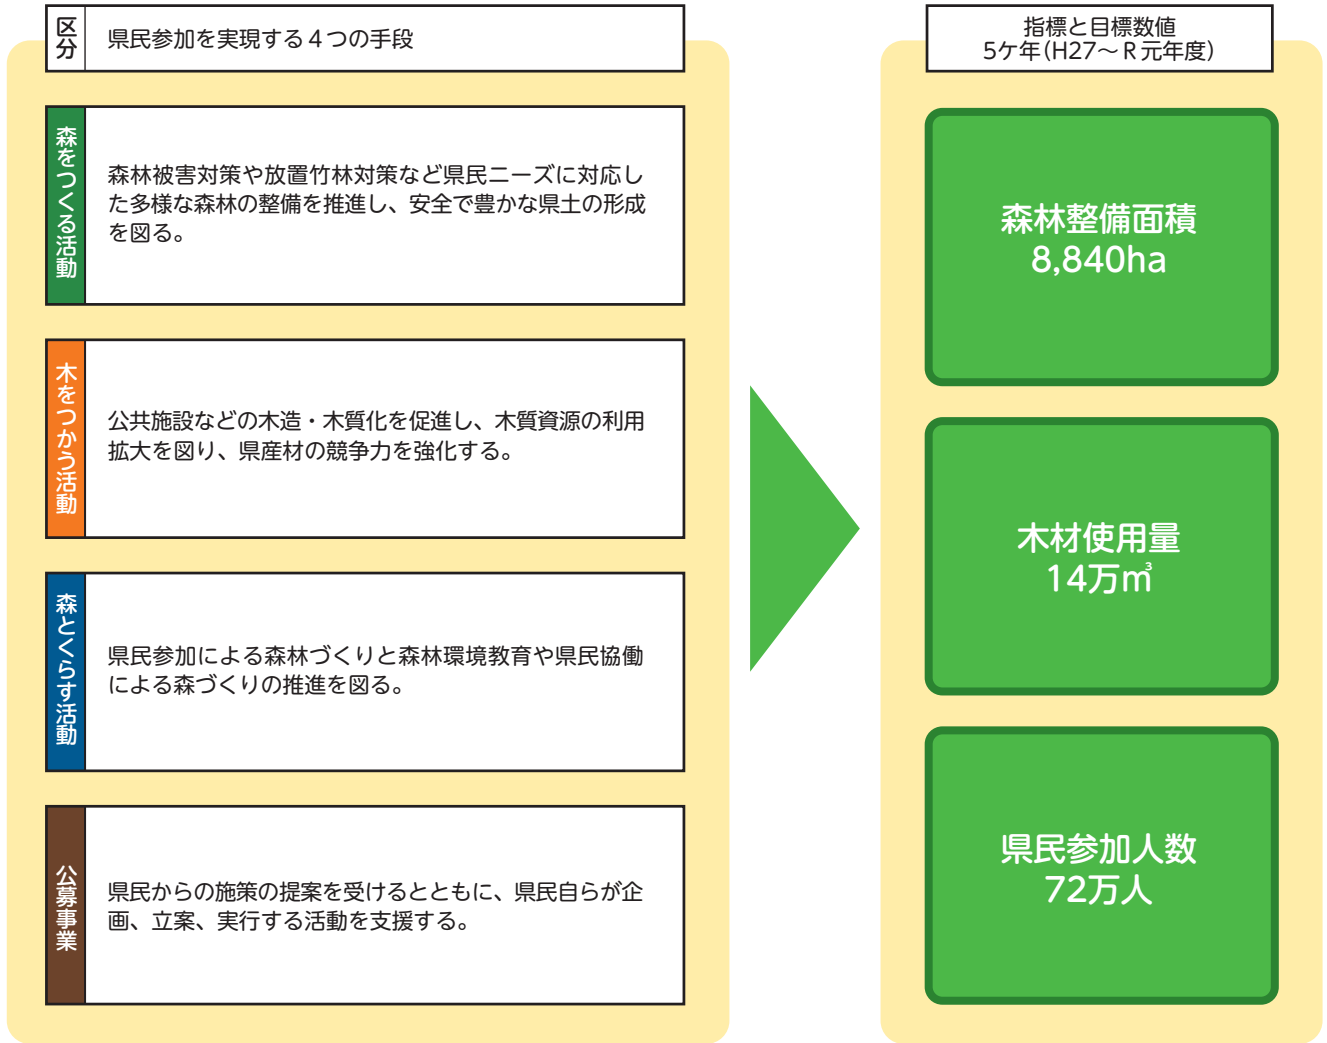 区分
県民参加を実現する４つの手段
森をつくる活動
森林被害対策や放置竹林対策など県民ニーズに対応し
た多様な森林の整備を推進し、安全で豊かな県土の形成
を図る。
木をつかう活動
公共施設などの木造・木質化を促進し、木質資源の利用
拡大を図り、県産材の競争力を強化する。
森とくらす活動
県民参加による森林づくりと森林環境教育や県民協働
による森づくりの推進を図る。
公募事業
県民からの施策の提案を受けるとともに、県民自らが企
画、立案、実行する活動を支援する。
指標と目標数値
5ケ年(H27～Ｒ元年度)
森林整備面積
8,840ha
木材使用量
14万㎥
県民参加人数
72万人